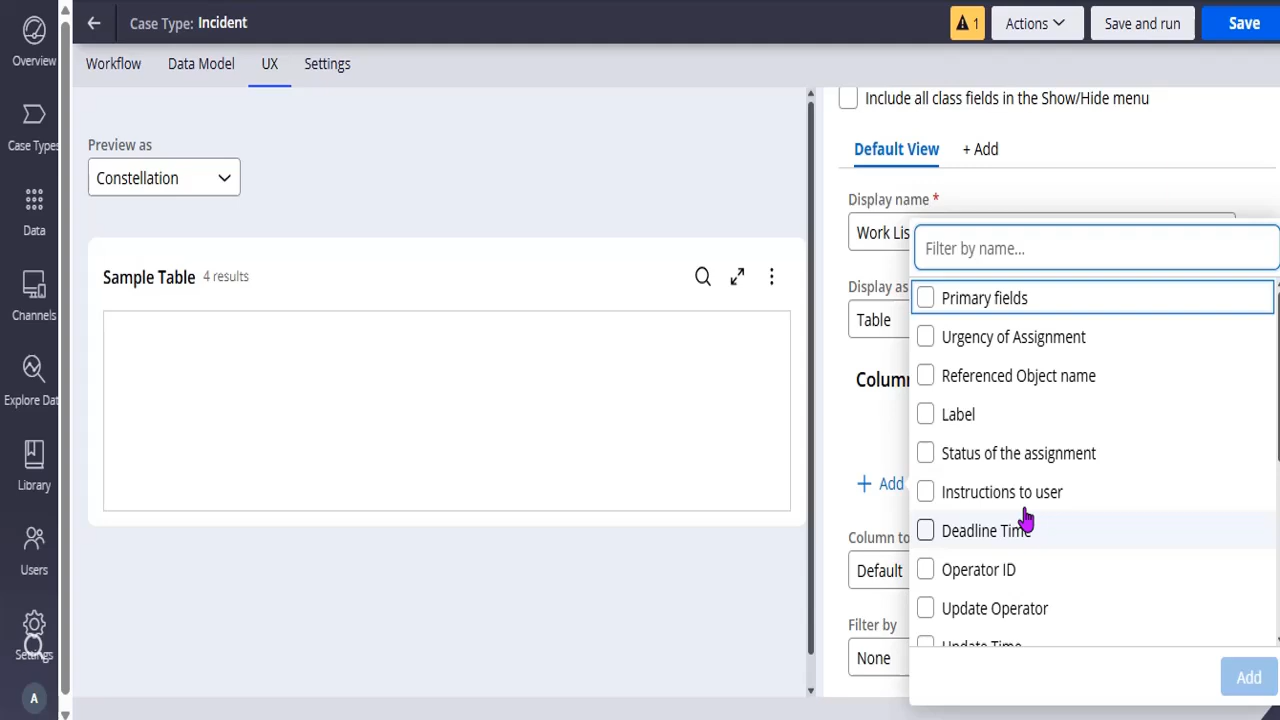 Case Type: Incident
1
Actions
Save and run
Save
Overview
Case Types
Data
Channels
Explore Dat
Library
Users
Settings
A
Workflow
Data Model
UX
Settings
Preview as
Constellation
Sample Table
4 results
Include all class fields in the Show/Hide menu
Default View
+ Add
Display name *
Work Lis
Display as
Table
Column
+ Add
Column to
Default
Filter by
None
Filter by name...
Primary fields
Urgency of Assignment
Referenced Object name
Label
Status of the assignment
Instructions to user
Deadline Time
Operator ID
Update Operator
Update Time
Add